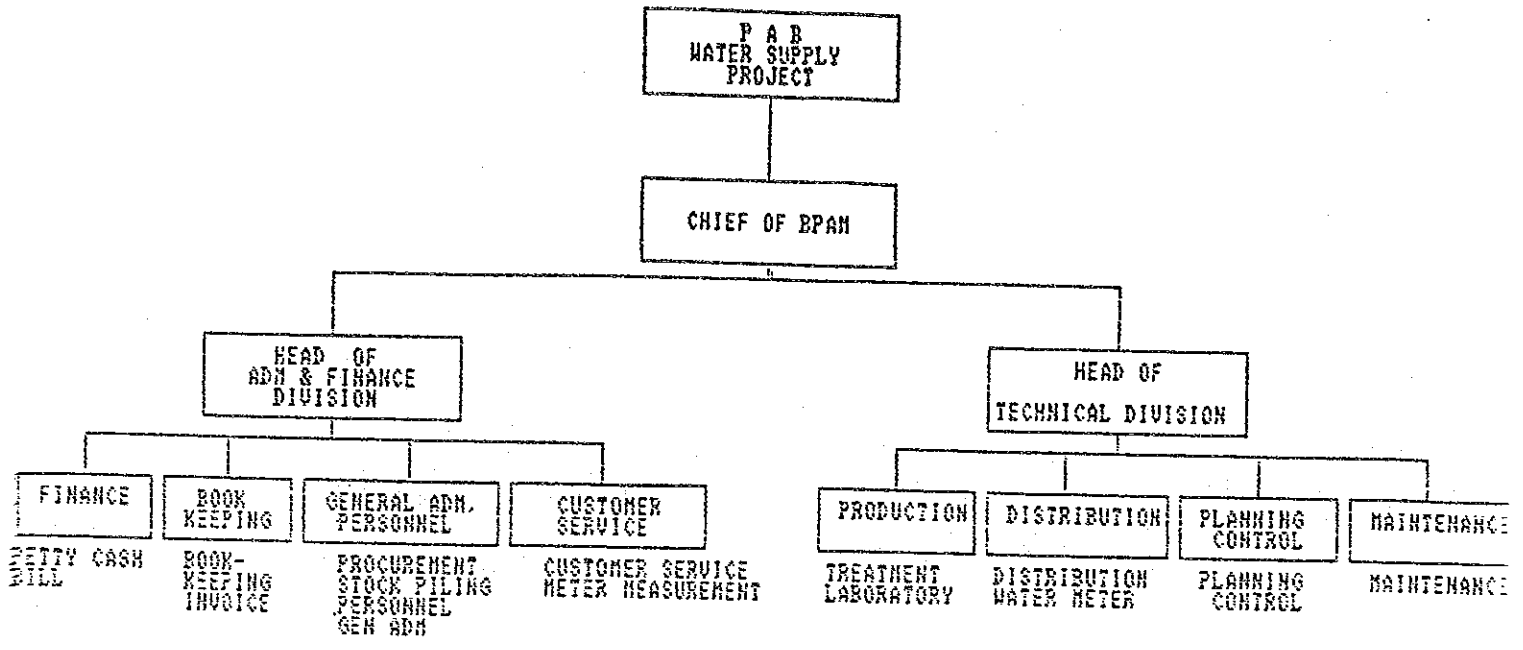 P A B
WATER SUPPLY
PROJECT
CHIEF OF BPAM
HEAD OF
ADM & FINANCE
DIVISION
HEAD OF
TECHNICAL DIVISION
FINANCE
PETTY CASH
BILL
BOOK
KEEPING
BOOK-
KEEPING
INVOICE
GENERAL ADM,
PERSONNEL
PROCUREMENT
STOCK PILING
PERSONNEL
GEN ADM
CUSTOMER
SERVICE
CUSTOMER SERVICE
METER MEASUREMENT
PRODUCTION
TREATMENT
LABORATORY
DISTRIBUTION
DISTRIBUTION
WATER METER
PLANNING
CONTROL
PLANNING
CONTROL
MAINTENANCE
MAINTENANCE